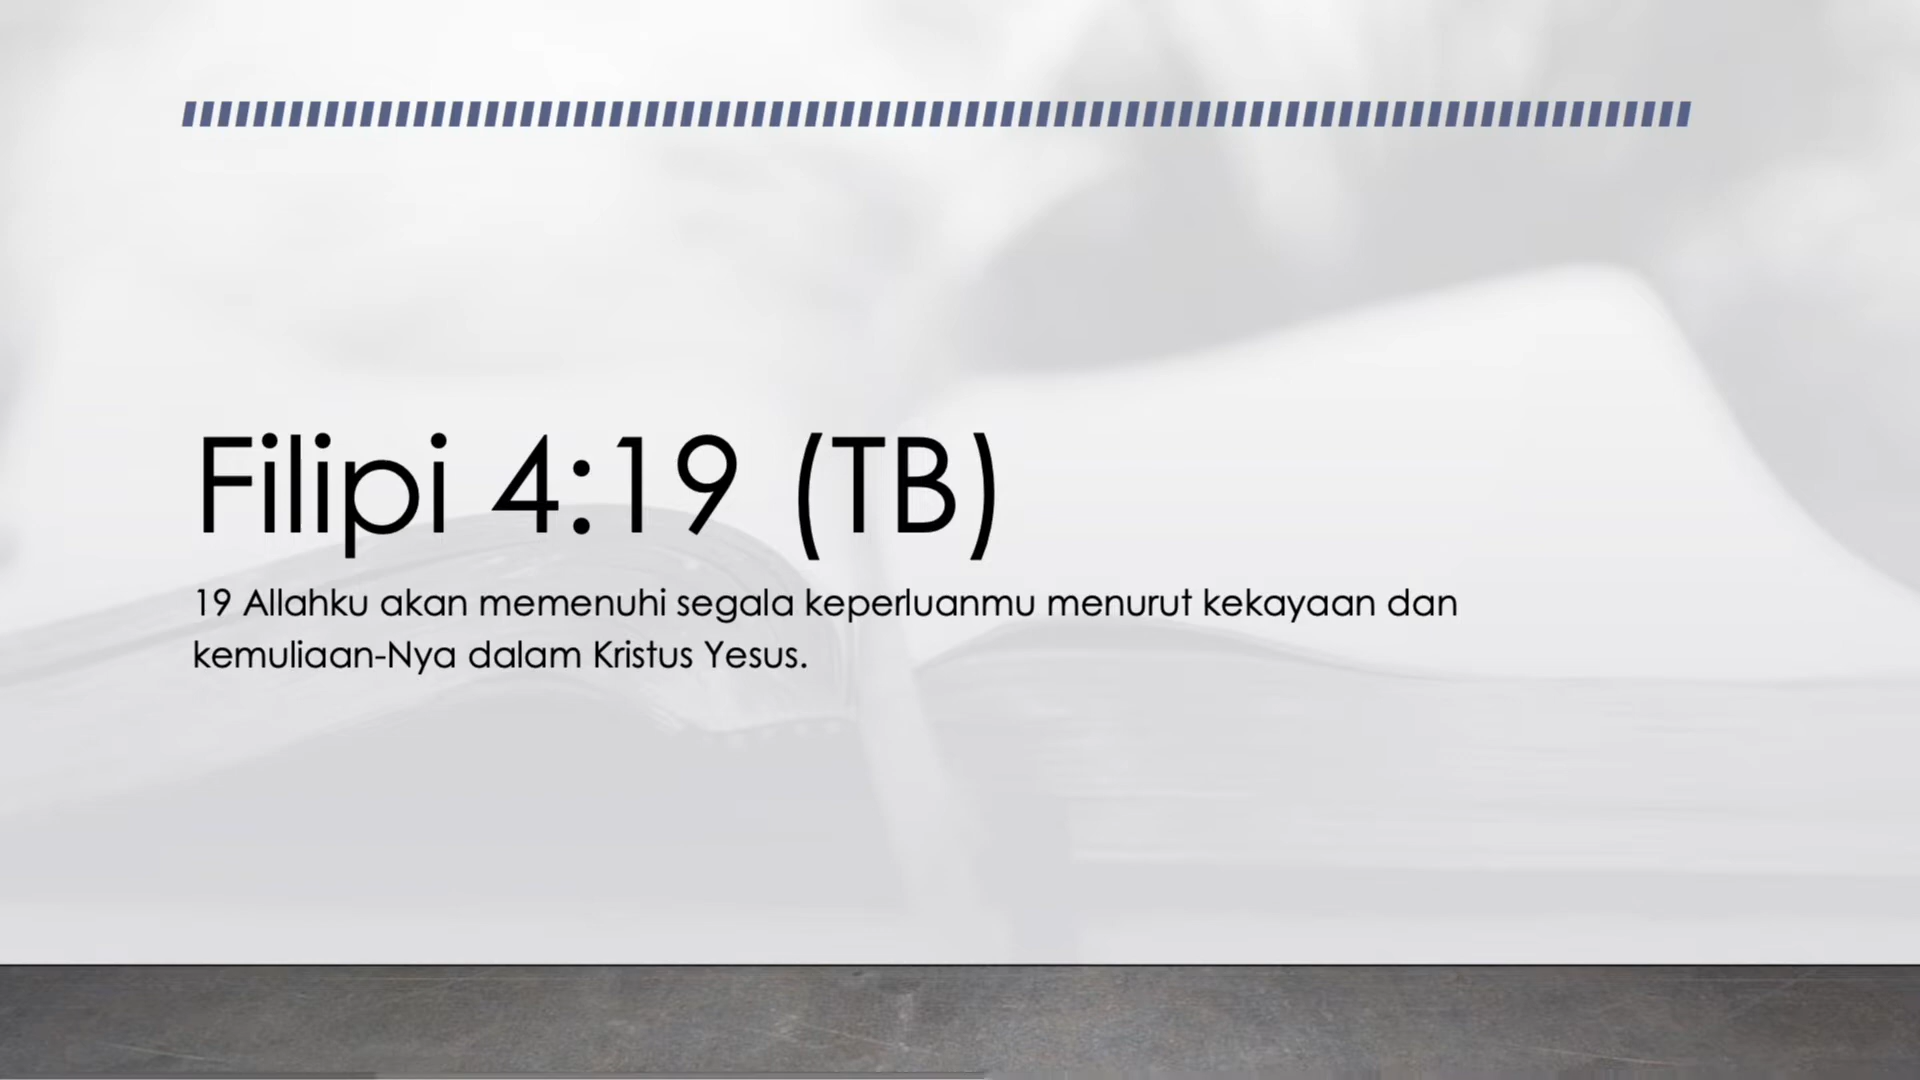 Filipi 4:19 (TB)
19 Allahku akan memenuhi segala keperluanmu menurut kekayaan dan
kemuliaan-Nya dalam Kristus Yesus.